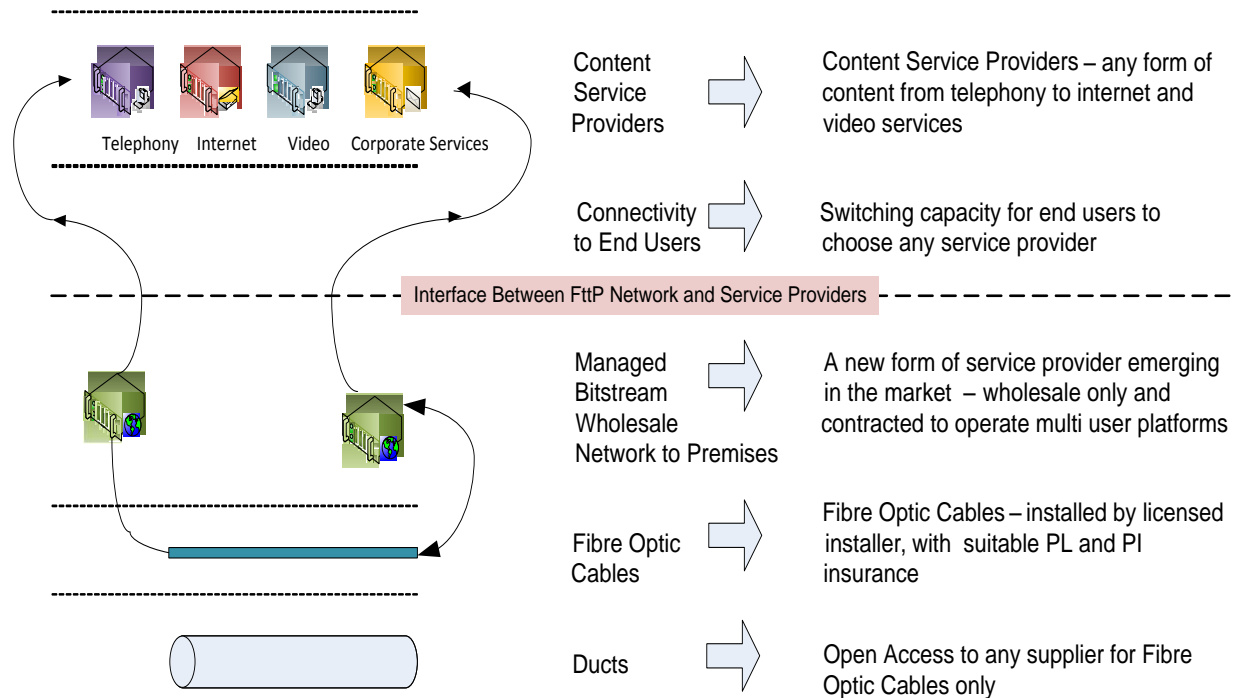 Telephony Internet Video Corporate Services
Content
Service
Providers
Content Service Providers – any form of
content from telephony to internet and
video services
Connectivity
to End Users
Switching capacity for end users to
choose any service provider
Interface Between FttP Network and Service Providers
Managed
Bitstream
Wholesale
Network to Premises
A new form of service provider emerging
in the market – wholesale only and
contracted to operate multi user platforms
Fibre Optic
Cables
Fibre Optic Cables – installed by licensed
installer, with suitable PL and PI
insurance
Ducts
Open Access to any supplier for Fibre
Optic Cables only